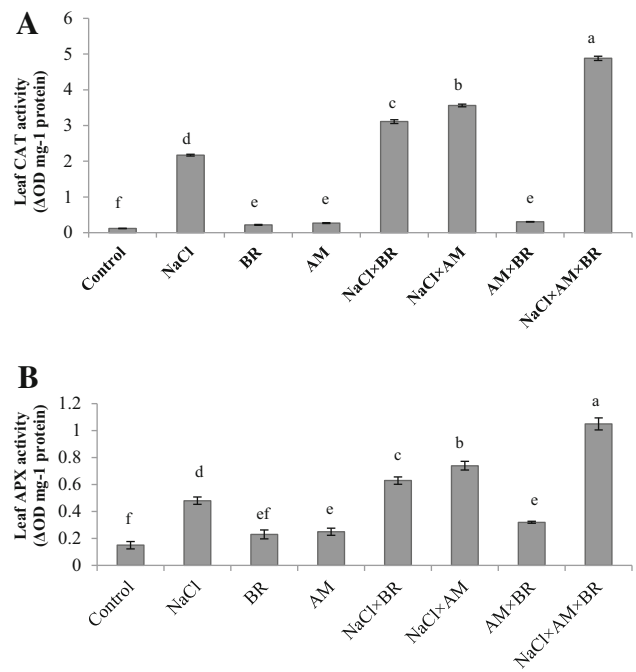 A
Leaf CAT activity
(ΔOD mg-1 protein)
6
5
4
3
2
1
0
f
d
e
e
c
b
e
a
Control
NaCl
BR
AM
NaCl×BR
NaCl×AM
AM×BR
NaCl×AM×BR
B
Leaf APX activity
(ΔOD mg-1 protein)
1.2
1
0.8
0.6
0.4
0.2
0
f
d
ef
e
c
b
e
a
Control
NaCl
BR
AM
NaCl×BR
NaCl×AM
AM×BR
NaCl×AM×BR